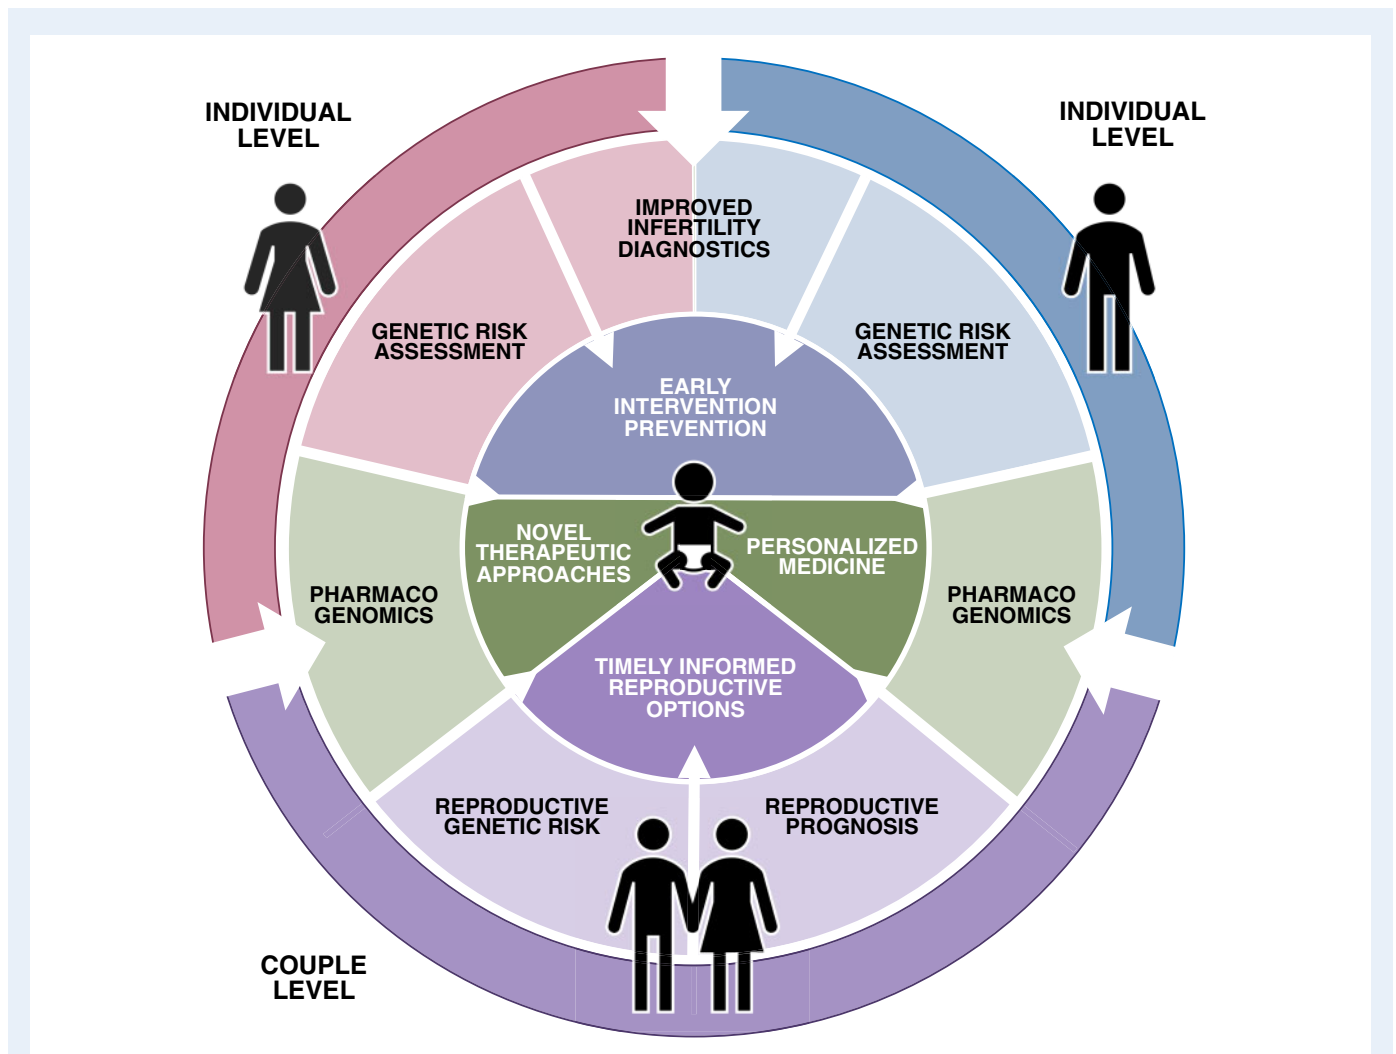 INDIVIDUAL
LEVEL
INDIVIDUAL
LEVEL
IMPROVED
INFERTILITY
DIAGNOSTICS
GENETIC RISK
ASSESSMENT
GENETIC RISK
ASSESSMENT
EARLY
INTERVENTION
PREVENTION
NOVEL
THERAPEUTIC
APPROACHES
PERSONALIZED
MEDICINE
PHARMACO
GENOMICS
PHARMACO
GENOMICS
TIMELY INFORMED
REPRODUCTIVE
OPTIONS
REPRODUCTIVE
GENETIC RISK
REPRODUCTIVE
PROGNOSIS
COUPLE
LEVEL